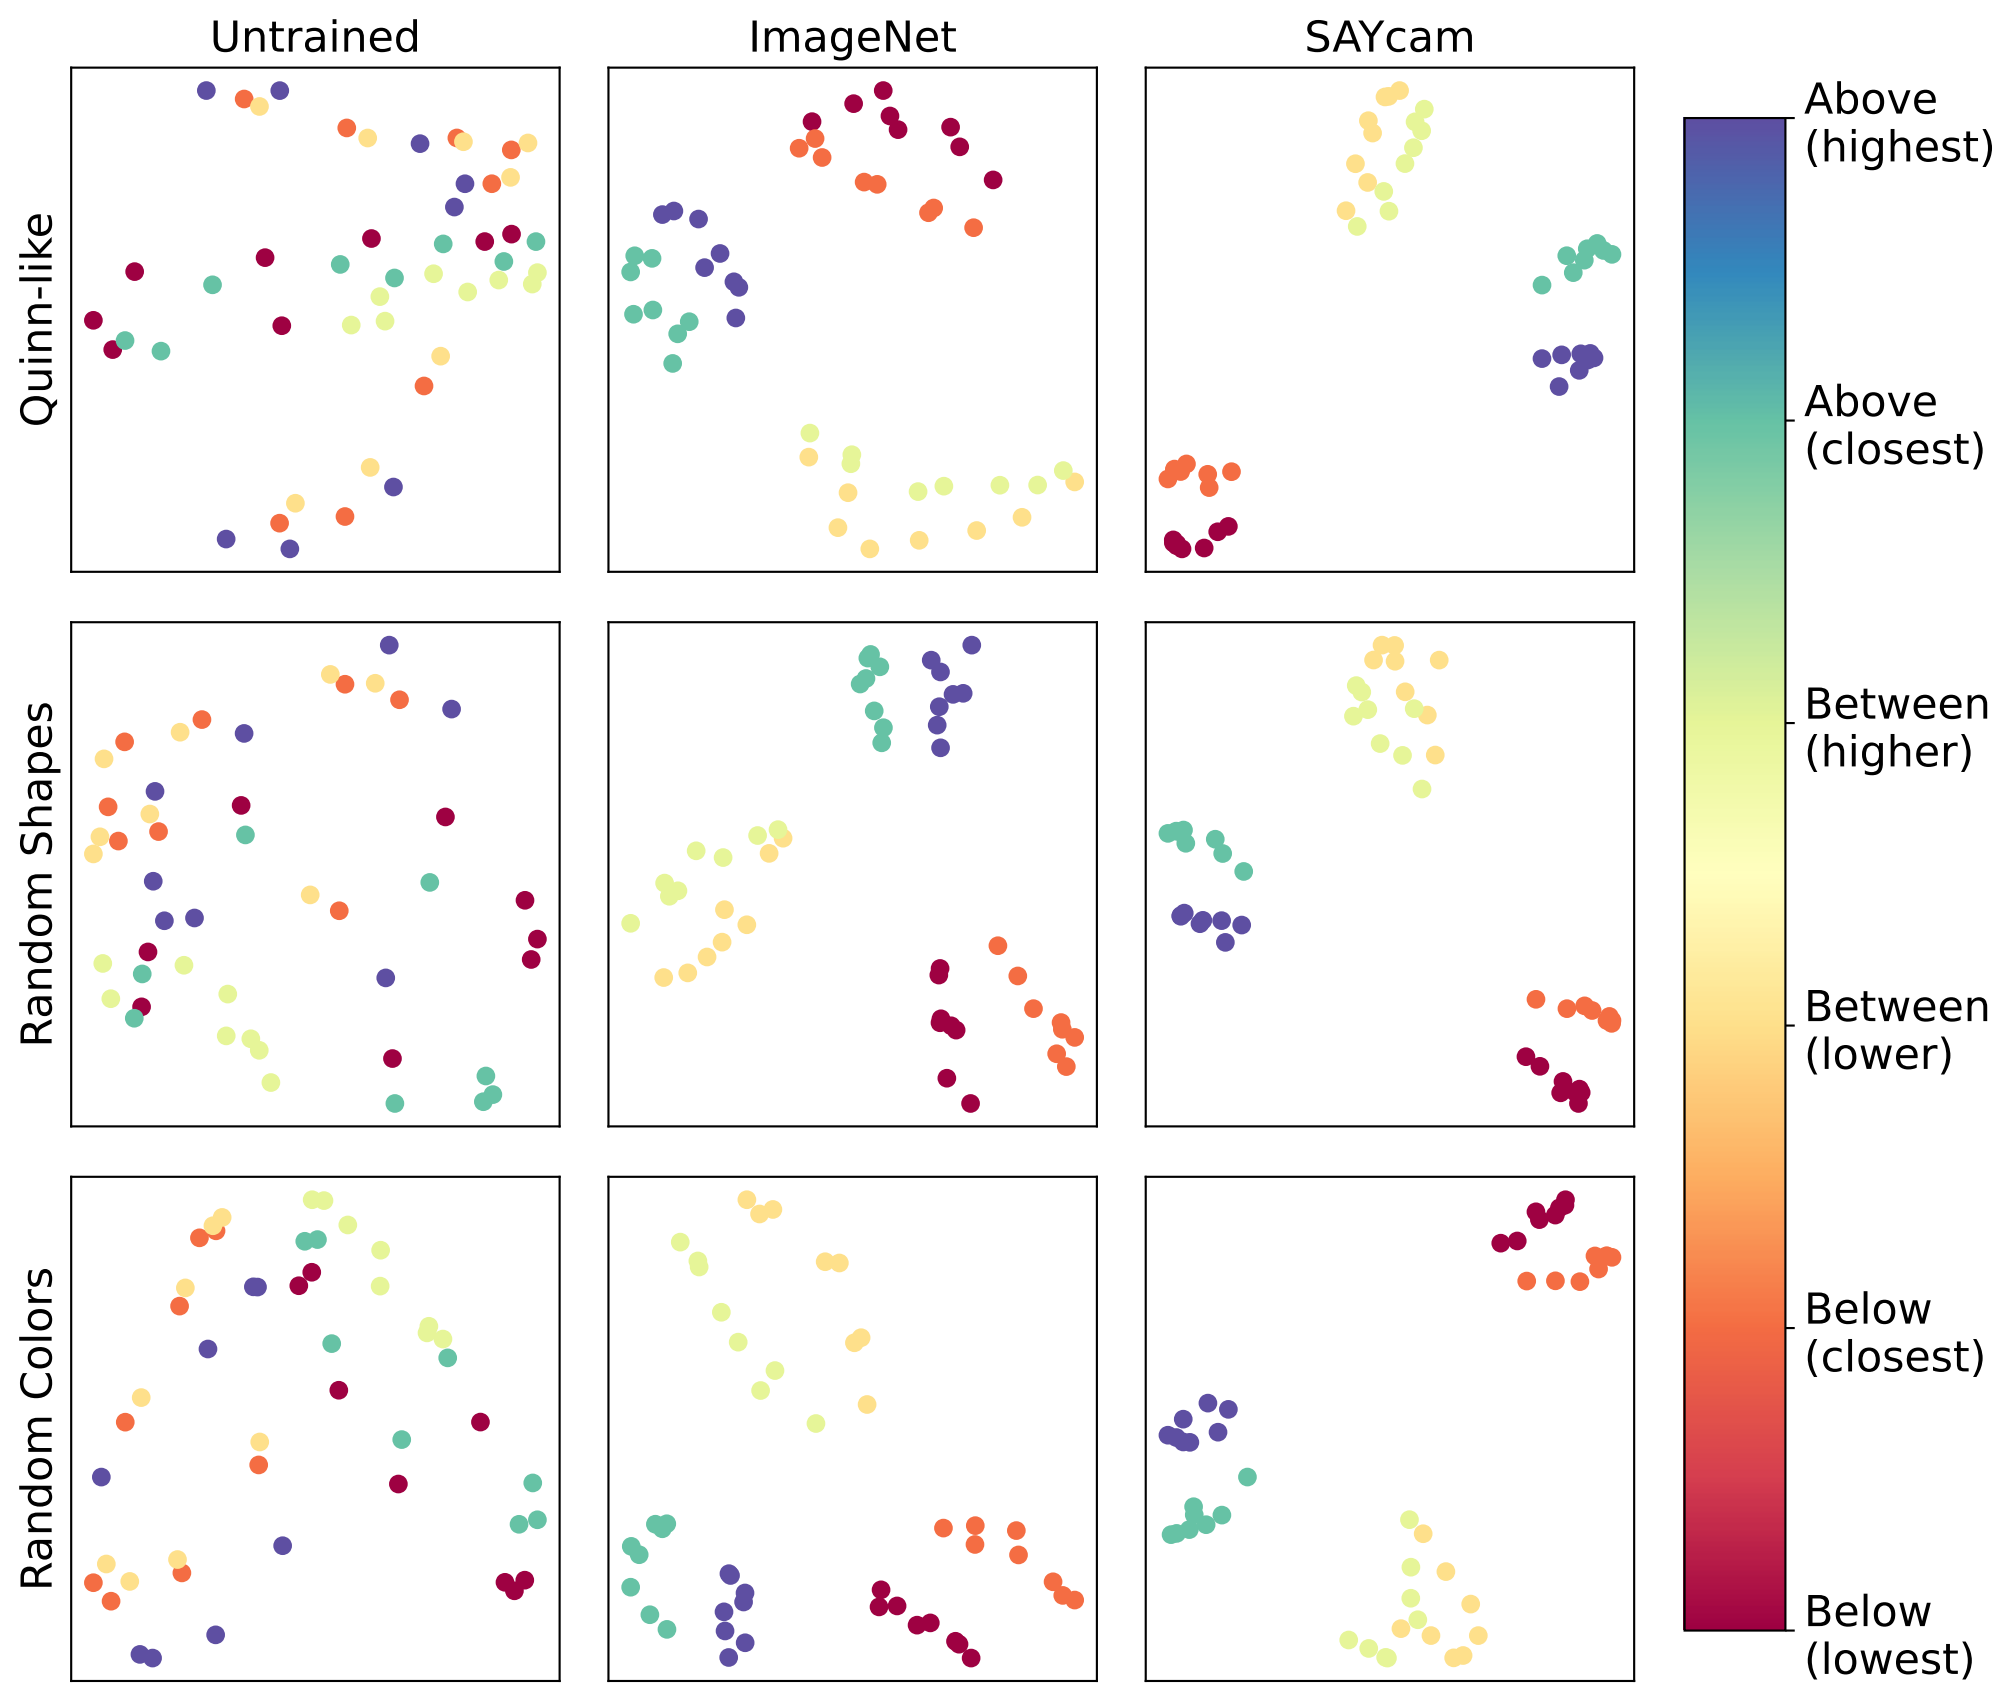 Untrained
ImageNet
SAYcam
Quinn-like
Random Shapes
Random Colors
Above
(highest)
Above
(closest)
Between
(higher)
Between
(lower)
Below
(closest)
Below
(lowest)